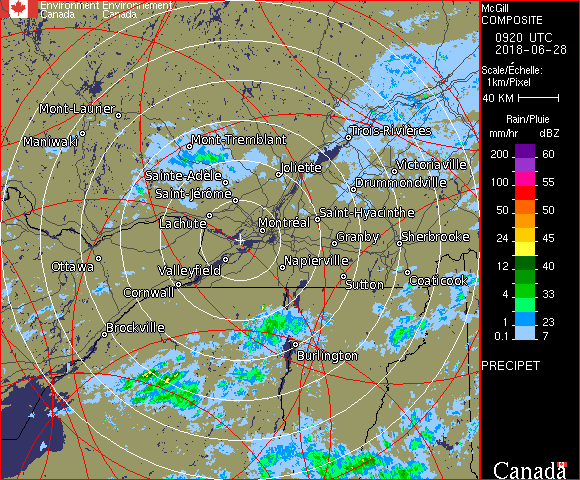 Environment Environnement
Canada Canada
McGill
COMPOSITE
0920 UTC
2018-06-28
Scale/Échelle:
1km/Pixel
40 KM
Rain/Pluie
mm/hr dBZ
200 60
100 55
50 50
24 45
12 40
4 33
1 23
0.1 7
PRECIPET
Canada
Mont-Laurier
Maniwaki
Mont-Tremblant
Trois-Rivières
Sainte-Adèle
Joliette
Victoriaville
Saint-Jérôme
Drummondville
Lachute
Montréal
Saint-Hyacinthe
Granby
Sherbrooke
Ottawa
Valleyfield
Napierville
Cornwall
Sutton
Coaticook
Brockville
Burlington